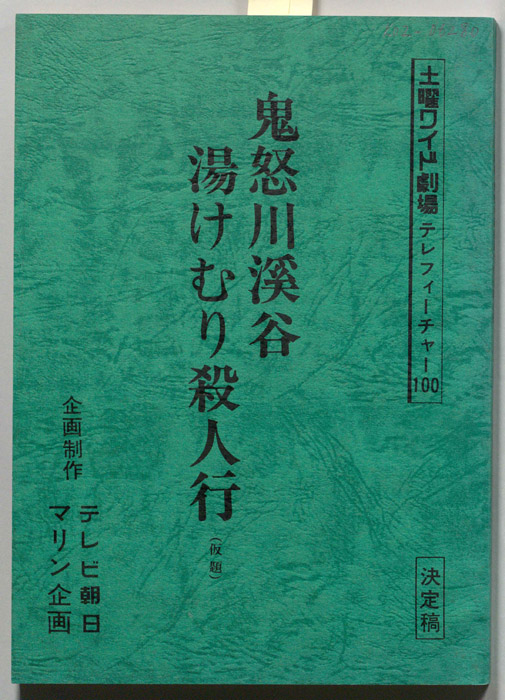 土曜ワイド劇場 テレフィーチャー100
鬼怒川渓谷
湯けむり殺人行(仮題)
決定稿
企画制作
テレビ朝日
マリン企画